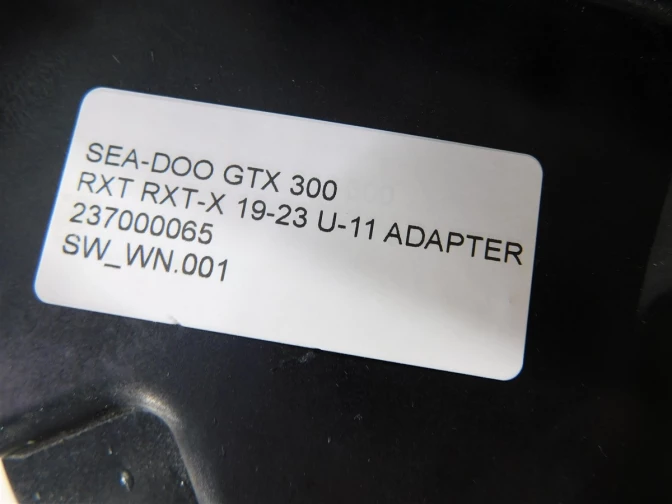 SEA-DOO GTX 300
RXT RXT-X 19-23 U-11 ADAPTER
237000065
SW_WN.001